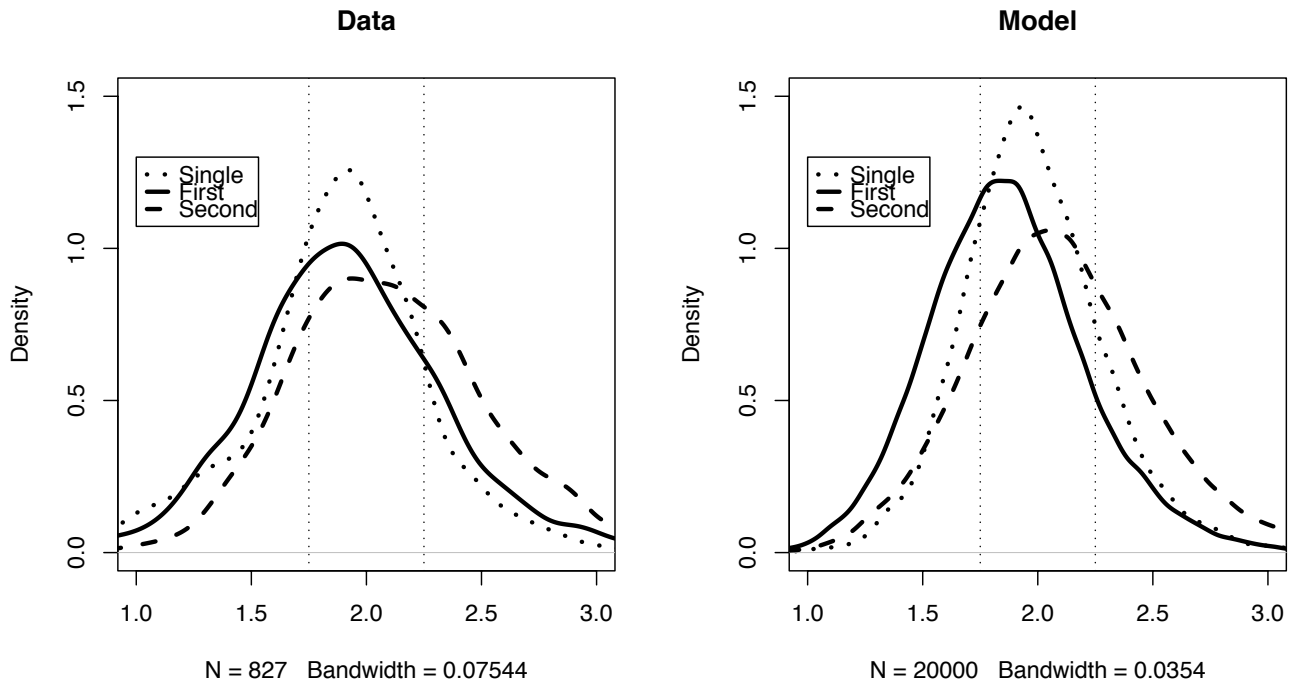 Data
Density
1.5
1.0
0.5
0.0
Single
First
Second
1.0 1.5 2.0 2.5 3.0
N = 827 Bandwidth = 0.07544
Model
Density
1.5
1.0
0.5
0.0
Single
First
Second
1.0 1.5 2.0 2.5 3.0
N = 20000 Bandwidth = 0.0354